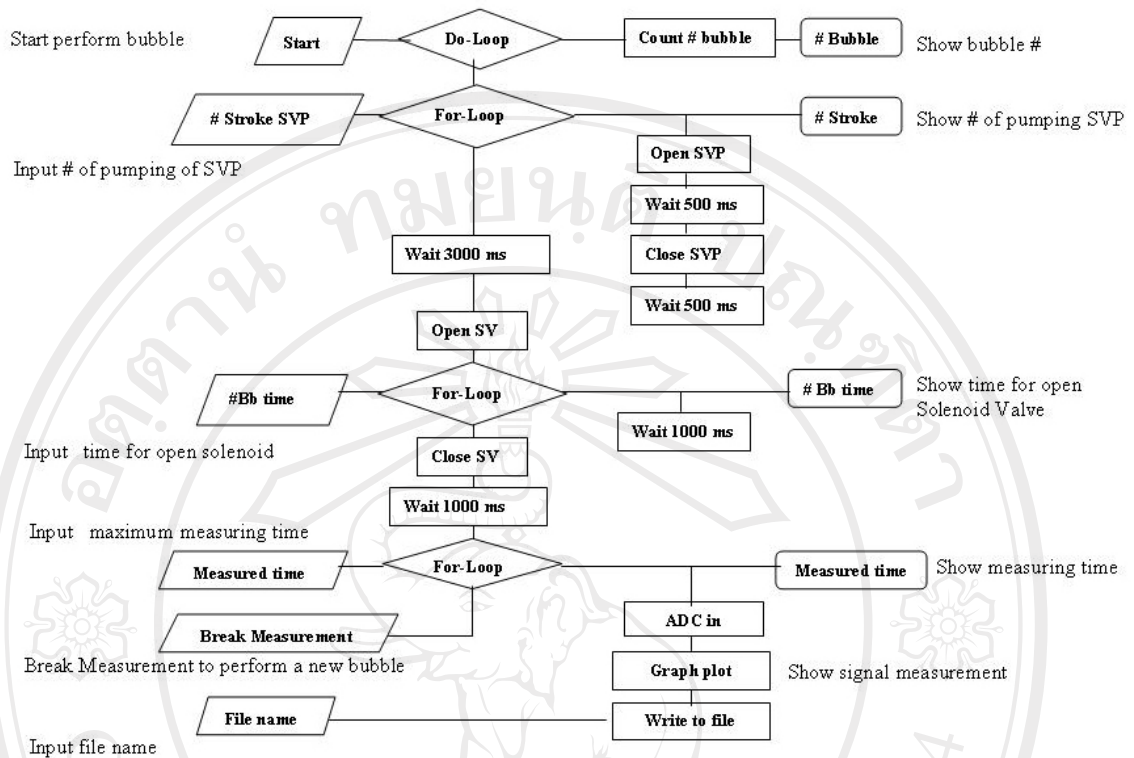 Start perform bubble
Start
Do-Loop
Count # bubble
# Bubble
Show bubble #
# Stroke SVP
For-Loop
# Stroke
Show # of pumping SVP
Input # of pumping of SVP
Open SVP
Wait 500 ms
Close SVP
Wait 500 ms
Wait 3000 ms
Open SV
#Bb time
For-Loop
# Bb time
Show time for open
Solenoid Valve
Wait 1000 ms
Input time for open solenoid
Close SV
Wait 1000 ms
Input maximum measuring time
Measured time
For-Loop
Measured time
Show measuring time
Break Measurement
Break Measurement to perform a new bubble
ADC in
Graph plot
Show signal measurement
File name
Write to file
Input file name